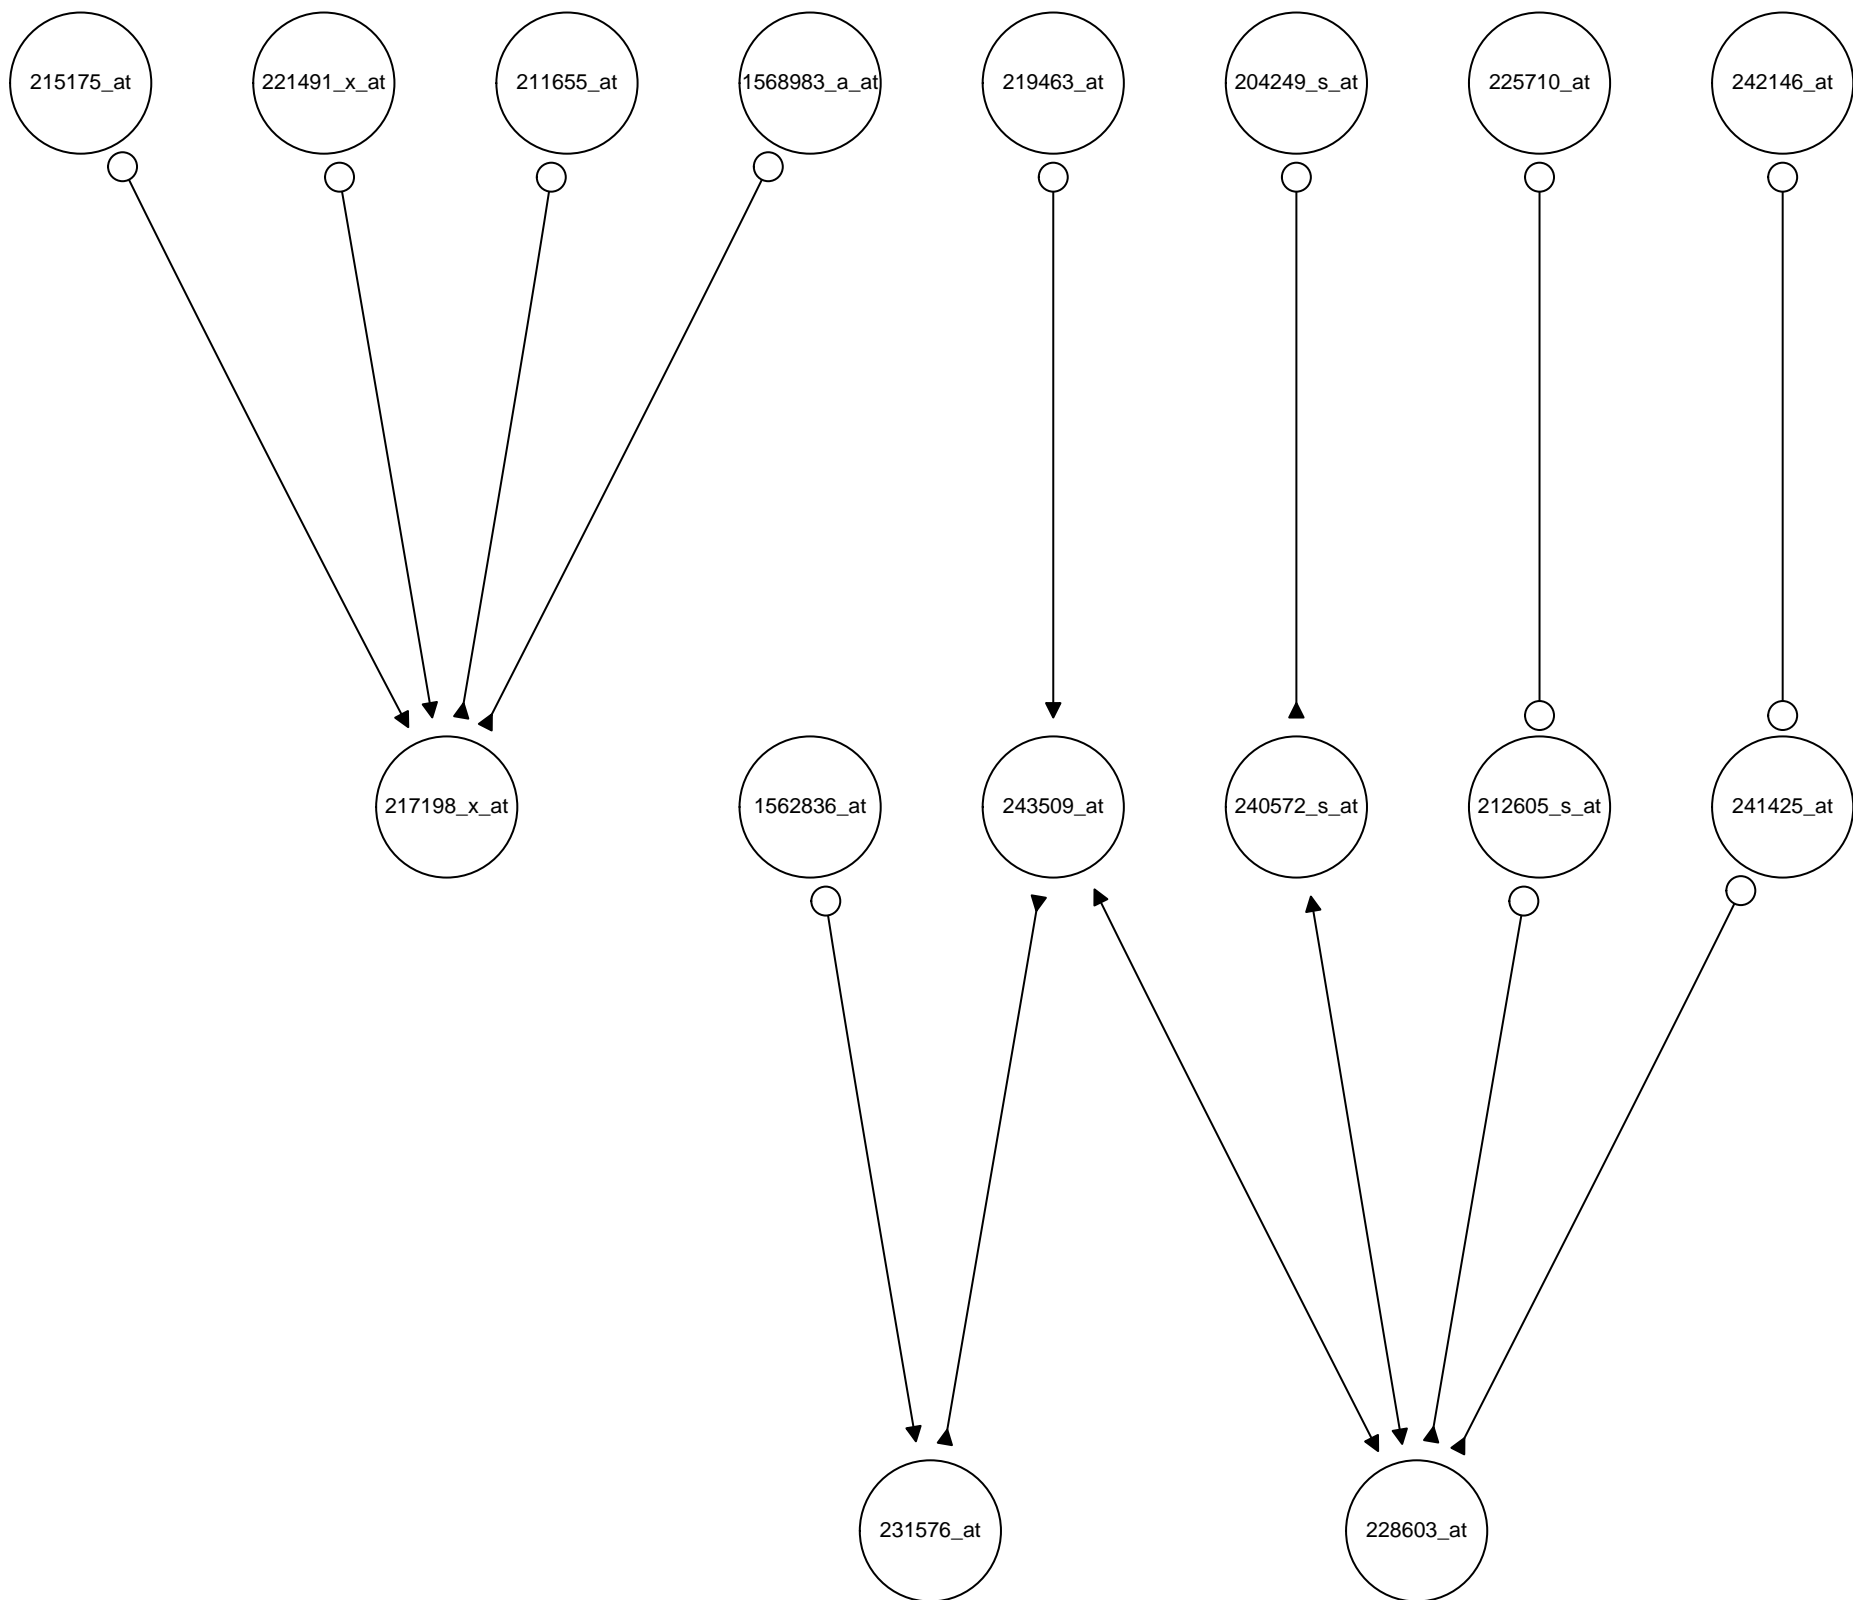 215175_at
221491_x_at
211655_at
1568983_a_at
219463_at
204249_s_at
225710_at
242146_at
217198_x_at
1562836_at
243509_at
240572_s_at
212605_s_at
241425_at
231576_at
228603_at